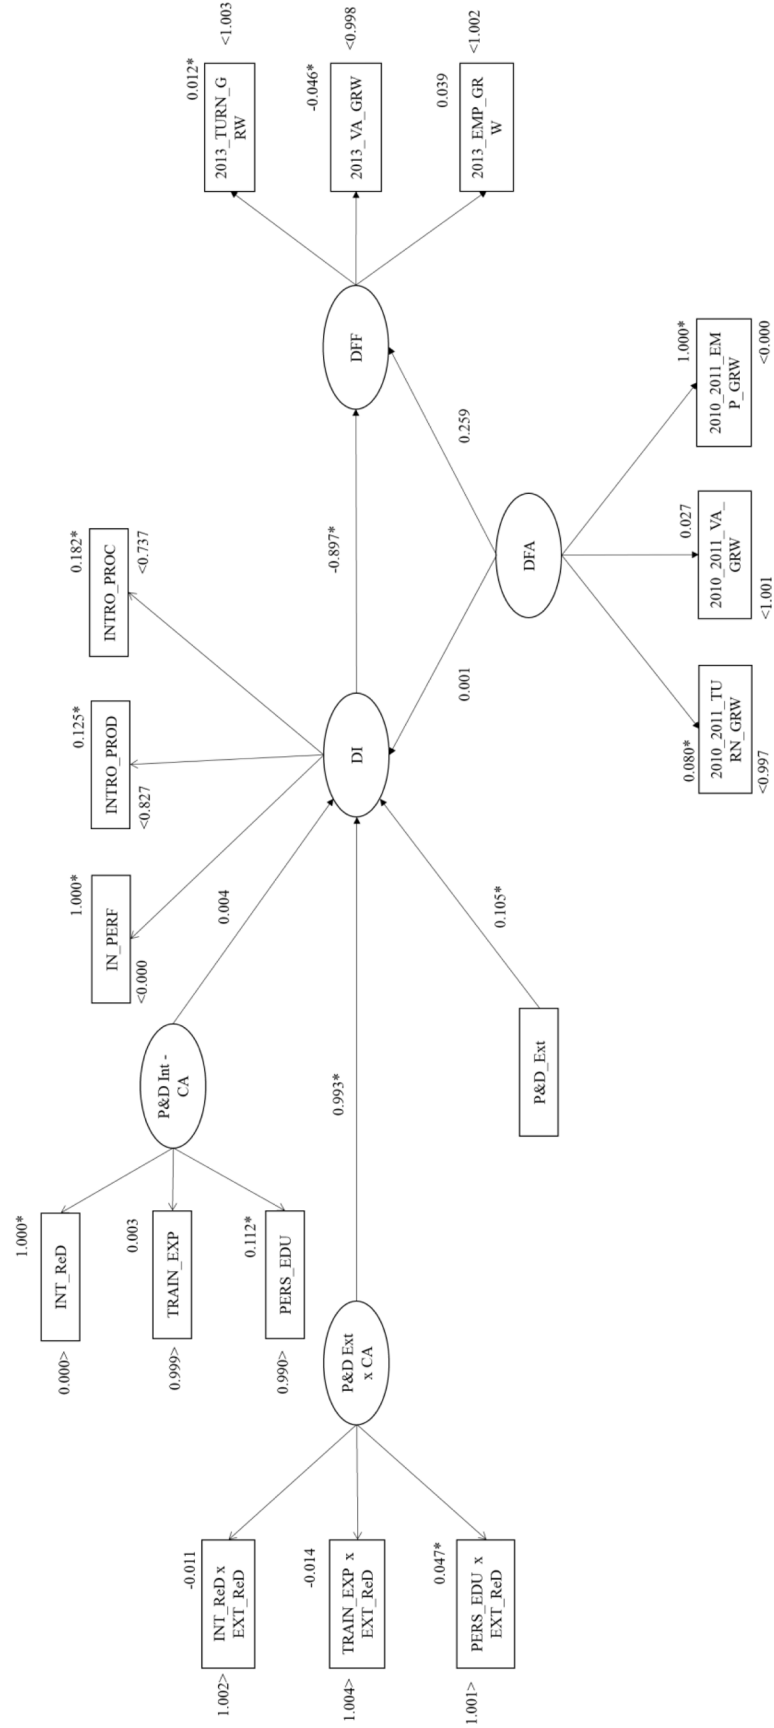 1.002>
INT_ReD x
EXT_ReD
-0.011
1.004>
TRAIN_EXP x
EXT_ReD
-0.014
1.001>
PERS_EDU x
EXT_ReD
0.047*
P&D Ext
x CA
0.000>
INT_ReD
1.000*
0.999>
TRAIN_EXP
0.003
0.990>
PERS_EDU
0.112*
P&D Int -
CA
0.004
0.993*
P&D_Ext
0.105*
IN_PERF
1.000*
<0.000
INTRO_PROD
0.125*
<0.827
INTRO_PROC
0.182*
<0.737
DI
0.001
-0.897*
DFA
0.259
DFF
2010_2011_TU
RN_GRW
0.080*
<0.997
2010_2011_VA_
GRW
0.027
<1.001
2010_2011_EM
P_GRW
1.000*
<0.000
2013_TURN_G
RW
0.012*
<1.003
2013_VA_GRW
-0.046*
<0.998
2013_EMP_GR
W
0.039
<1.002